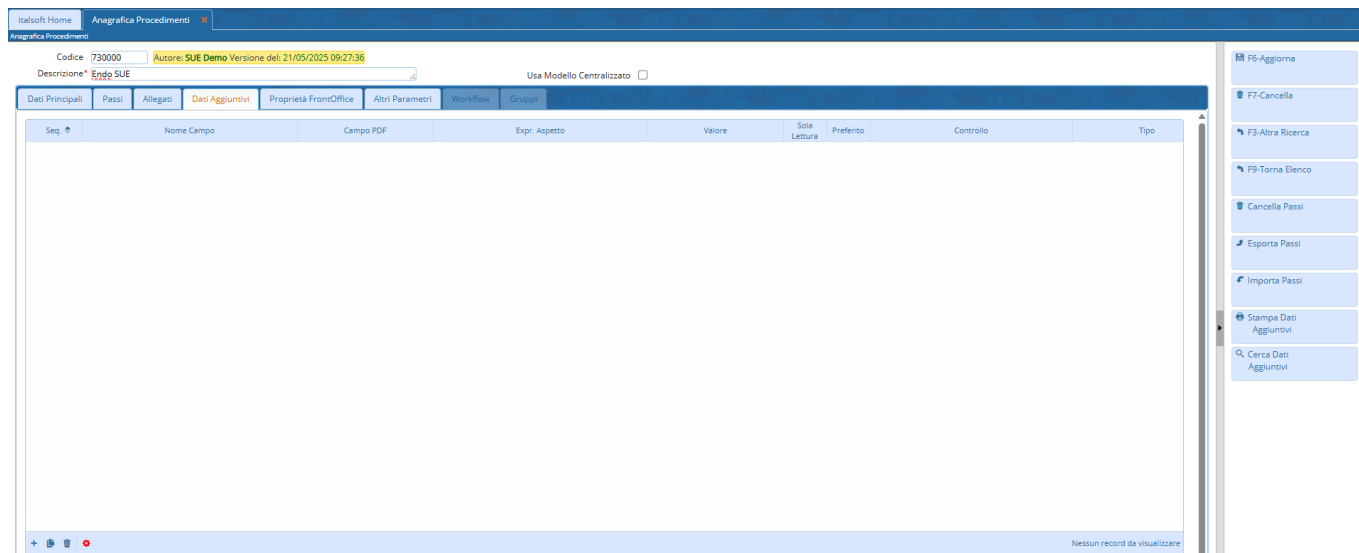 italsoft Home
Anagrafica Procedimenti
Anagrafica Procedimenti
Codice 730000 Autore: SUE Demo Versione del: 21/05/2025 09:27:36
Descrizione* Endo SUE
Usa Modello Centralizzato
Dati Principali Passi Allegati Dati Aggiuntivi Proprietà FrontOffice Altri Parametri Workflow Gruppi
Seq. Nome Campo Campo PDF Expr. Aspetto Valore Sola Lettura Preferito Controllo Tipo
Nessun record da visualizzare
F6-Aggiorna
F7-Cancella
F3-Altra Ricerca
F9-Torna Elenco
Cancella Passi
Esporta Passi
Importa Passi
Stampa Dati
Aggiuntivi
Cerca Dati
Aggiuntivi